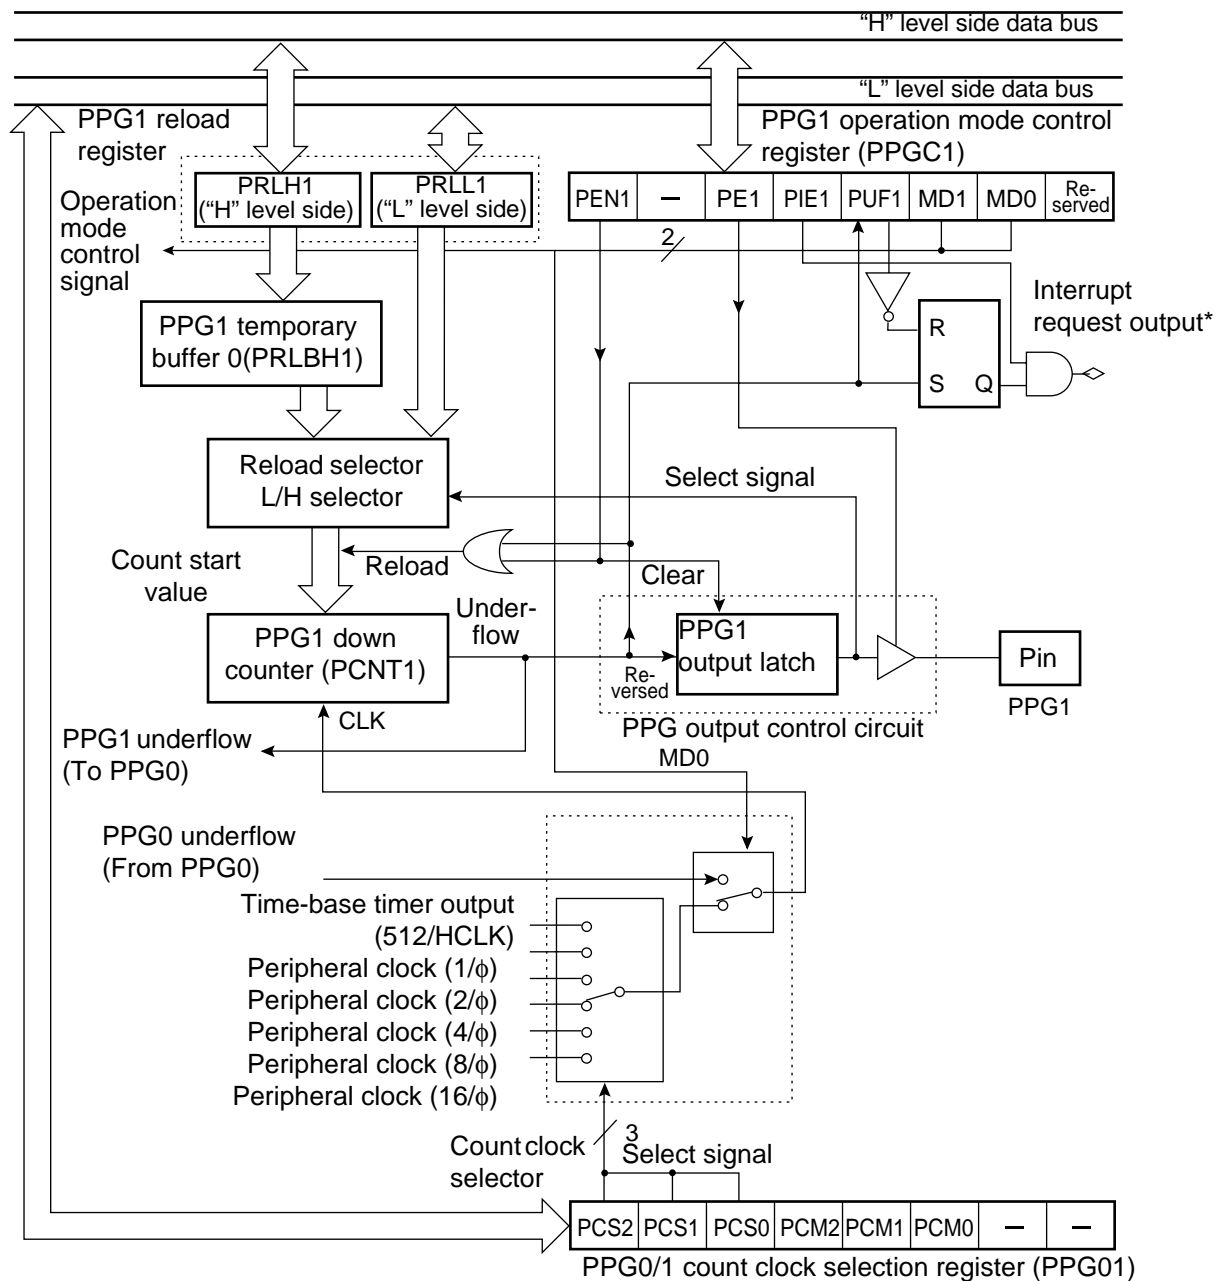 “H” level side data bus
“L” level side data bus
PPG1 reload
register
PPG1 operation mode control
register (PPGC1)
PRLH1
(“H” level side)
PRLL1
(“L” level side)
PEN1
—
PE1
PIE1
PUF1
MD1
MD0
Re-
served
Operation
mode
control
signal
2
Interrupt
request output*
PPG1 temporary
buffer 0(PRLBH1)
R
S
Q
Reload selector
L/H selector
Select signal
Count start
value
Reload
Clear
Under-
flow
PPG1 down
counter (PCNT1)
PPG1
output latch
Re-
versed
Pin
PPG1
CLK
PPG output control circuit
PPG1 underflow
(To PPG0)
MD0
PPG0 underflow
(From PPG0)
Time-base timer output
(512/HCLK)
Peripheral clock (1/ϕ)
Peripheral clock (2/ϕ)
Peripheral clock (4/ϕ)
Peripheral clock (8/ϕ)
Peripheral clock (16/ϕ)
Count clock
selector
3
Select signal
PCS2
PCS1
PCS0
PCM2
PCM1
PCM0
—
—
PPG0/1 count clock selection register (PPG01)